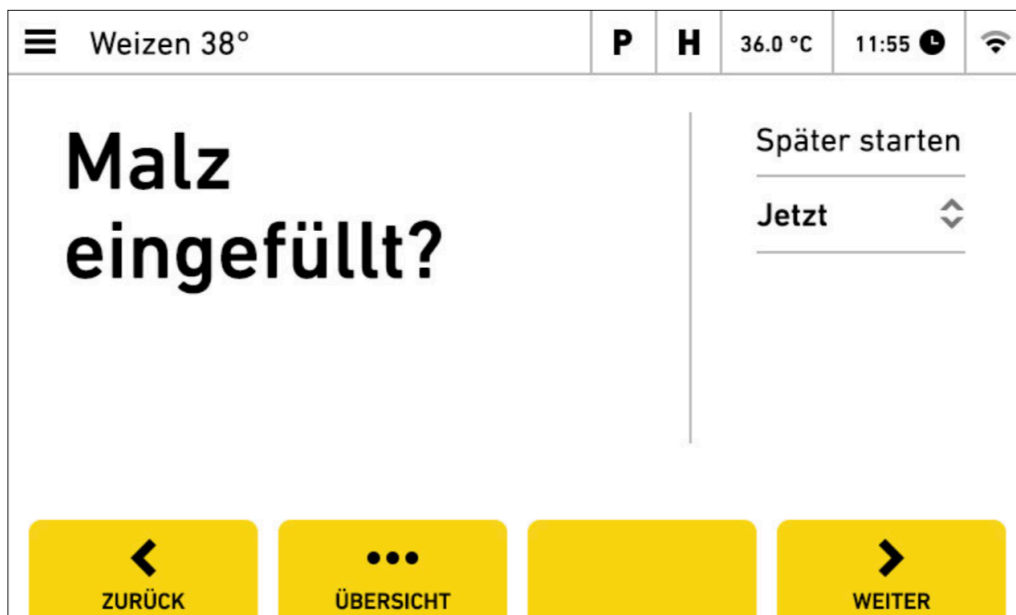 Weizen 38°
P
H
36.0 °C
11:55
Malz
eingefüllt?
Später starten
Jetzt
ZURÜCK
ÜBERSICHT
WEITER